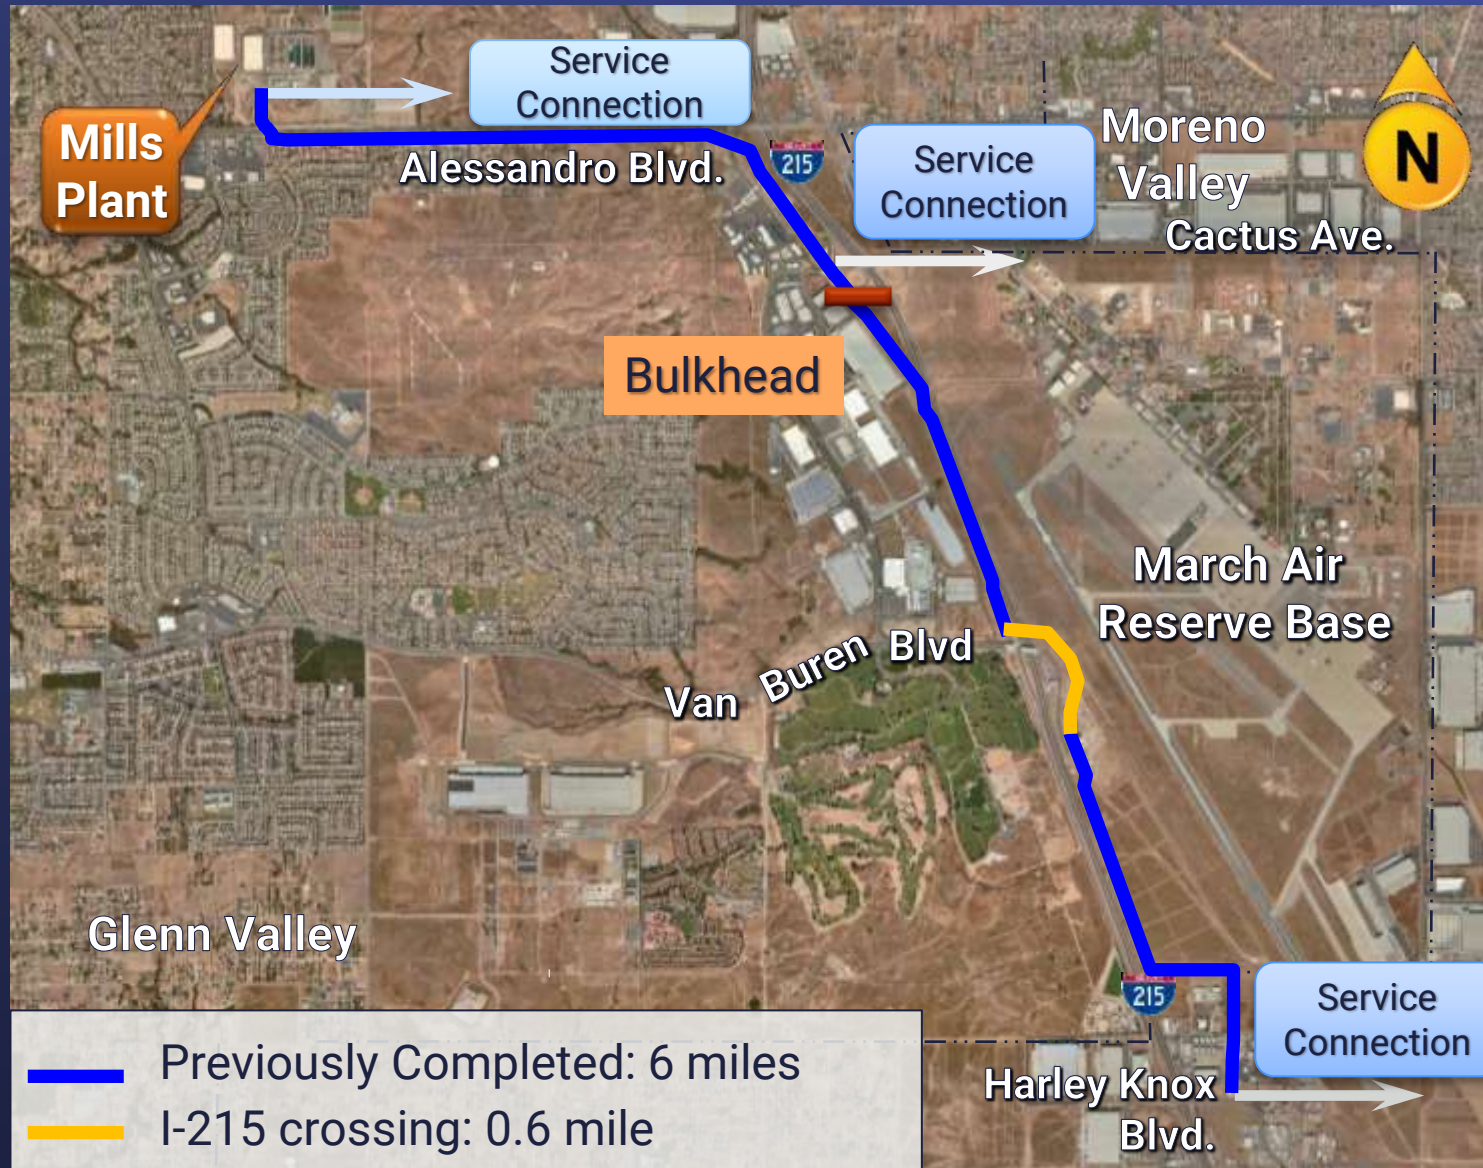 Service
Connection
Mills
Plant
Alessandro Blvd.
215
Service
Connection
Moreno
Valley
Cactus Ave.
N
Bulkhead
March Air
Reserve Base
Van Buren Blvd
Glenn Valley
215
Service
Connection
Harley Knox
Blvd.
Previously Completed: 6 miles
I-215 crossing: 0.6 mile